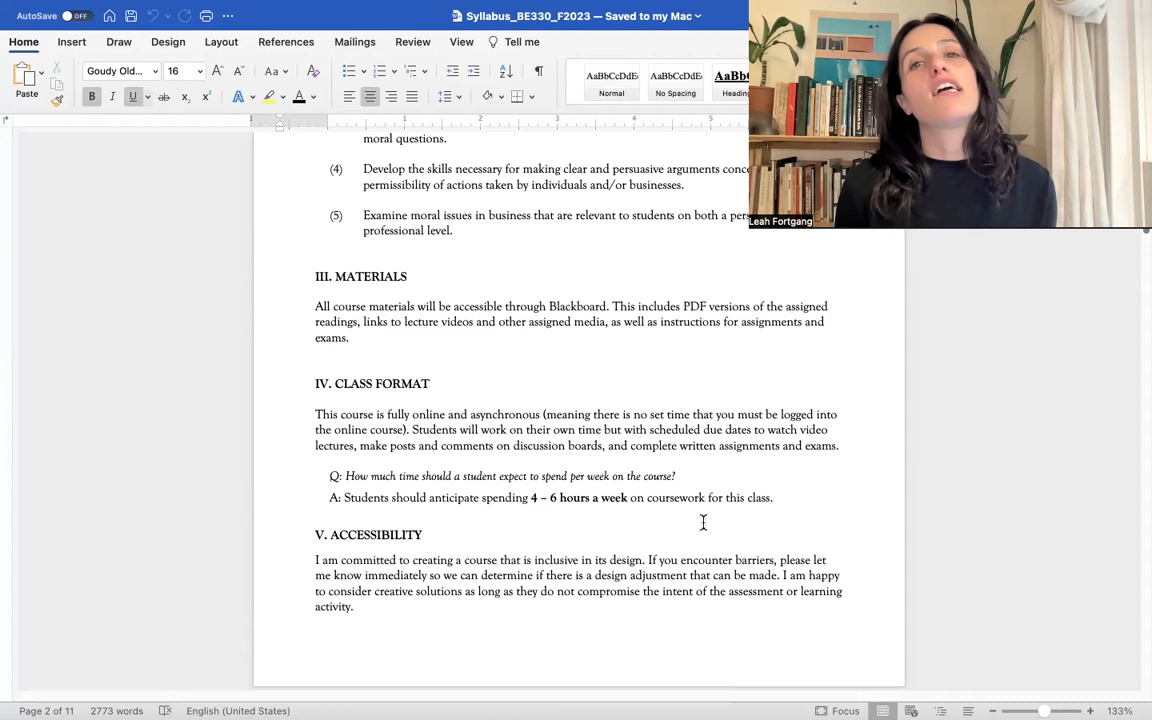 AutoSave OFF
Syllabus_BE330_F2023 — Saved to my Mac
Home Insert Draw Design Layout References Mailings Review View Tell me
Paste
Goudy Old... 16
Aa
B I U ab x₂ x² A A
AaBbCcDdE AaBbCcDdE AaBb
Normal No Spacing Heading
1 2 3 4 5
Leah Fortgang
moral questions.
(4) Develop the skills necessary for making clear and persuasive arguments
permissibility of actions taken by individuals and/or businesses.
(5) Examine moral issues in business that are relevant to students on both a
professional level.
III. MATERIALS
All course materials will be accessible through Blackboard. This includes PDF versions of the assigned
readings, links to lecture videos and other assigned media, as well as instructions for assignments and
exams.
IV. CLASS FORMAT
This course is fully online and asynchronous (meaning there is no set time that you must be logged into
the online course). Students will work on their own time but with scheduled due dates to watch video
lectures, make posts and comments on discussion boards, and complete written assignments and exams.
Q: How much time should a student expect to spend per week on the course?
A: Students should anticipate spending 4 – 6 hours a week on coursework for this class.
V. ACCESSIBILITY
I am committed to creating a course that is inclusive in its design. If you encounter barriers, please let
me know immediately so we can determine if there is a design adjustment that can be made. I am happy
to consider creative solutions as long as they do not compromise the intent of the assessment or learning
activity.
Page 2 of 11 2773 words English (United States) Focus 133%